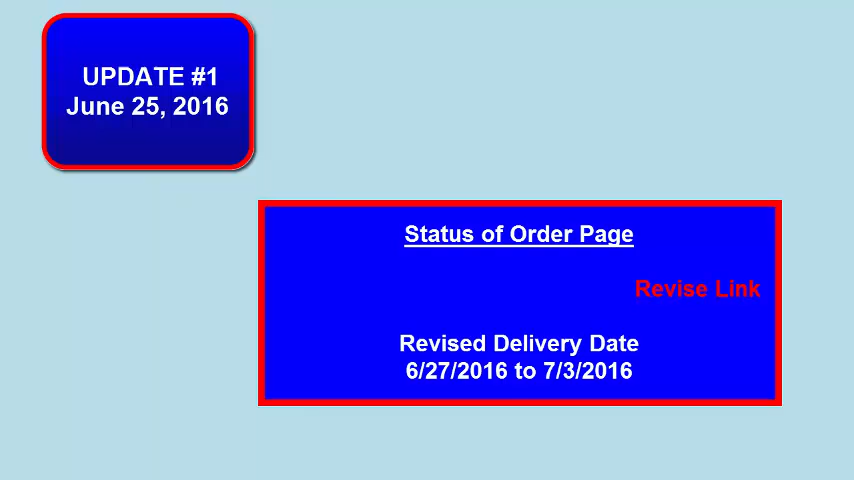 UPDATE #1
June 25, 2016
Status of Order Page
Revise Link
Revised Delivery Date
6/27/2016 to 7/3/2016